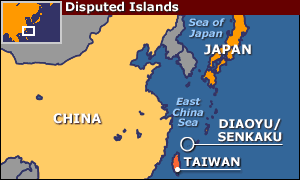 Disputed Islands
Sea of
Japan
JAPAN
CHINA
East
China
Sea
DIAOYU/
SENKAKU
TAIWAN